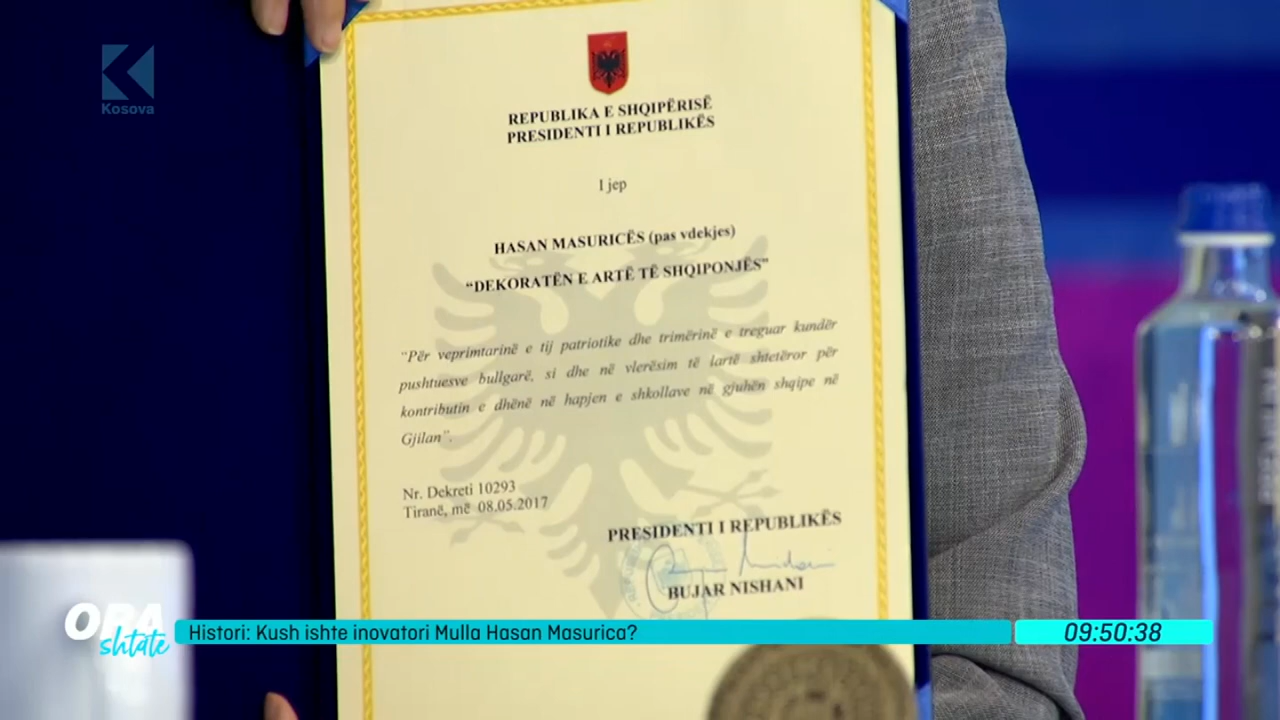 Kosova
REPUBLIKA E SHQIPËRISË
PRESIDENTI I REPUBLIKËS
I jep
HASAN MASURICËS (pas vdekjes)
“DEKORATËN E ARTË TË SHQIPONJËS”
“Për veprimtarinë e tij patriotike dhe trimërinë e treguar kundër
pushtuesve bullgarë, si dhe në vlerësim të lartë shtetëror për
kontributin e dhënë në hapjen e shkollave në gjuhën shqipe në
Gjilan”.
Nr. Dekreti 10293
Tiranë, më 08.05.2017
PRESIDENTI I REPUBLIKËS
BUJAR NISHANI
OPA
shtatë
Histori: Kush ishte inovatori Mulla Hasan Masurica?
09:50:38